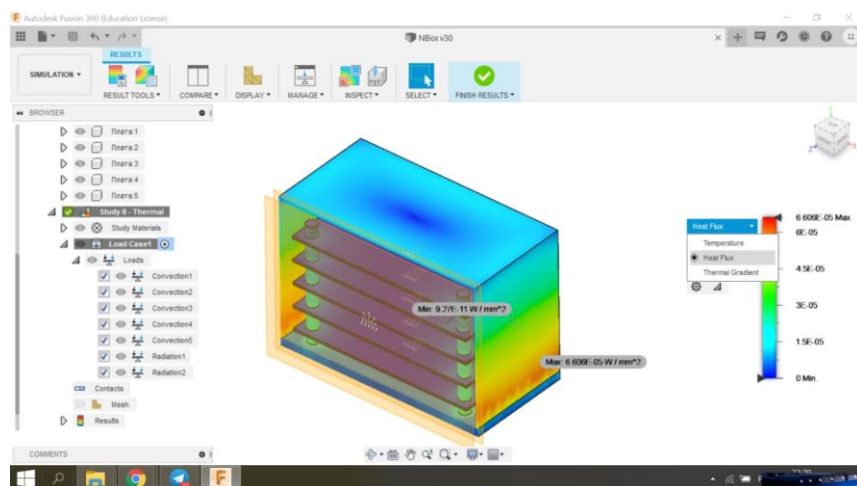 Autodesk Fusion 360 (Education License)
NBox v30
RESULTS
SIMULATION
RESULT TOOLS
COMPARE
DISPLAY
MANAGE
INSPECT
SELECT
FINISH RESULTS
BROWSER
Плата:1
Плата:2
Плата:3
Плата:4
Плата:5
Study 8 - Thermal
Study Materials
Load Case1
Loads
Convection1
Convection2
Convection3
Convection4
Convection5
Radiation1
Radiation2
Contacts
Mesh
Results
Min: 9.27E-11 W / mm^2
Max: 6.606E-05 W / mm^2
Heat Flux
Temperature
Heat Flux
Thermal Gradient
6.606E-05 Max.
6E-05
4.5E-05
3E-05
1.5E-05
0 Min.
COMMENTS